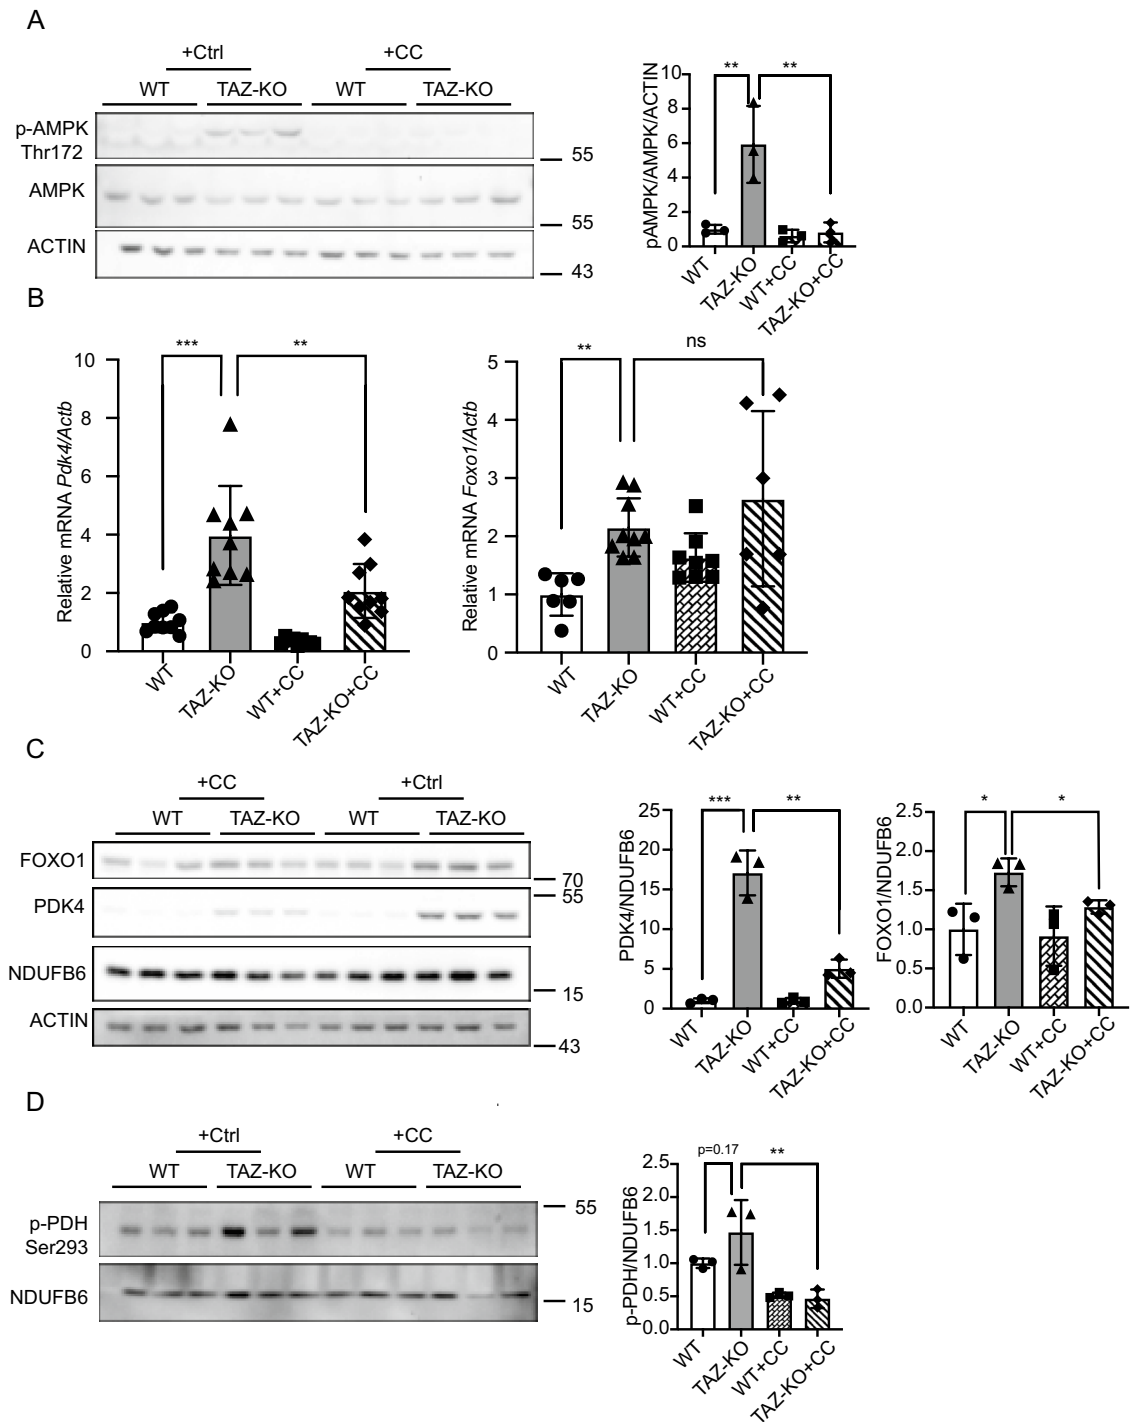 A
+Ctrl +CC
WT TAZ-KO WT TAZ-KO
p-AMPK
Thr172
55
AMPK
55
ACTIN
43
pAMPK/AMPK/ACTIN
10
8
6
4
2
0
** **
WT TAZ-KO WT+CC TAZ-KO+CC
B
Relative mRNA Pdk4/Actb
10
8
6
4
2
0
*** **
WT TAZ-KO WT+CC TAZ-KO+CC
Relative mRNA Foxo1/Actb
5
4
3
2
1
0
** ns
WT TAZ-KO WT+CC TAZ-KO+CC
C
+CC +Ctrl
WT TAZ-KO WT TAZ-KO
FOXO1
70
55
PDK4
NDUFB6
15
ACTIN
43
PDK4/NDUFB6
25
20
15
10
5
0
*** **
WT TAZ-KO WT+CC TAZ-KO+CC
FOXO1/NDUFB6
2.5
2.0
1.5
1.0
0.5
0.0
* *
WT TAZ-KO WT+CC TAZ-KO+CC
D
+Ctrl +CC
WT TAZ-KO WT TAZ-KO
55
p-PDH
Ser293
NDUFB6
15
p-PDH/NDUFB6
2.5
2.0
1.5
1.0
0.5
0.0
p=0.17 **
WT TAZ-KO WT+CC TAZ-KO+CC